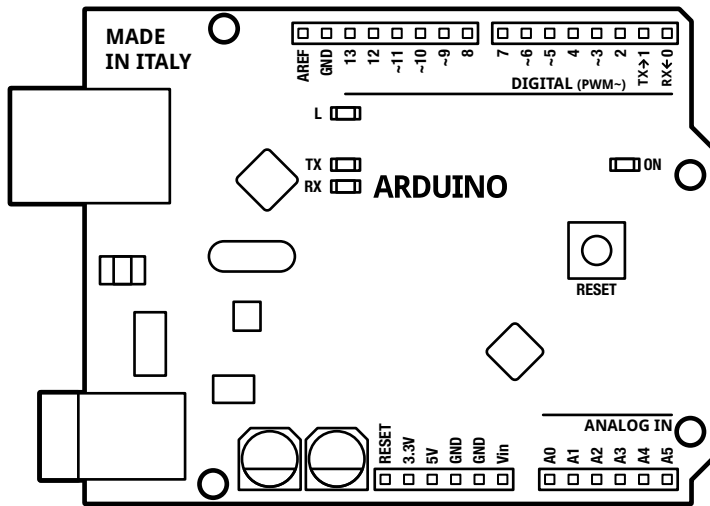 MADE
IN ITALY
AREF
GND
13
12
~11
~10
~9
8
7
~6
~5
4
~3
2
TX→1
RX←0
DIGITAL (PWM~)
L
TX
RX
ARDUINO
ON
RESET
ANALOG IN
RESET
3.3V
5V
GND
GND
Vin
A0
A1
A2
A3
A4
A5